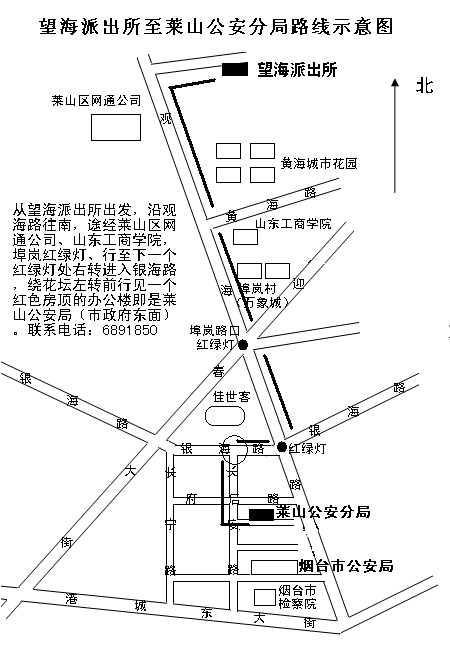 望海派出所至莱山公安分局路线示意图
望海派出所
北
莱山区网通公司
观
黄海城市花园
黄 海 路
从望海派出所出发，沿观
海路往南，途经莱山区网
通公司、山东工商学院，
埠岚红绿灯、行至下一个
红绿灯处右转进入银海路
，绕花坛左转前行见一个
红色房顶的办公楼即是莱
山公安局（市政府东面）
。联系电话：6891850
山东工商学院
海
埠岚村
（万象城）
迎
埠岚路口
红绿灯
春
佳世客
银 海 路
银 海 路
银 海 路
红绿灯
大
长
长
路
府 后 路
莱山公安分局
宁
安
街
烟台市公安局
路
路
烟台市
检察院
港 城 东 大 街